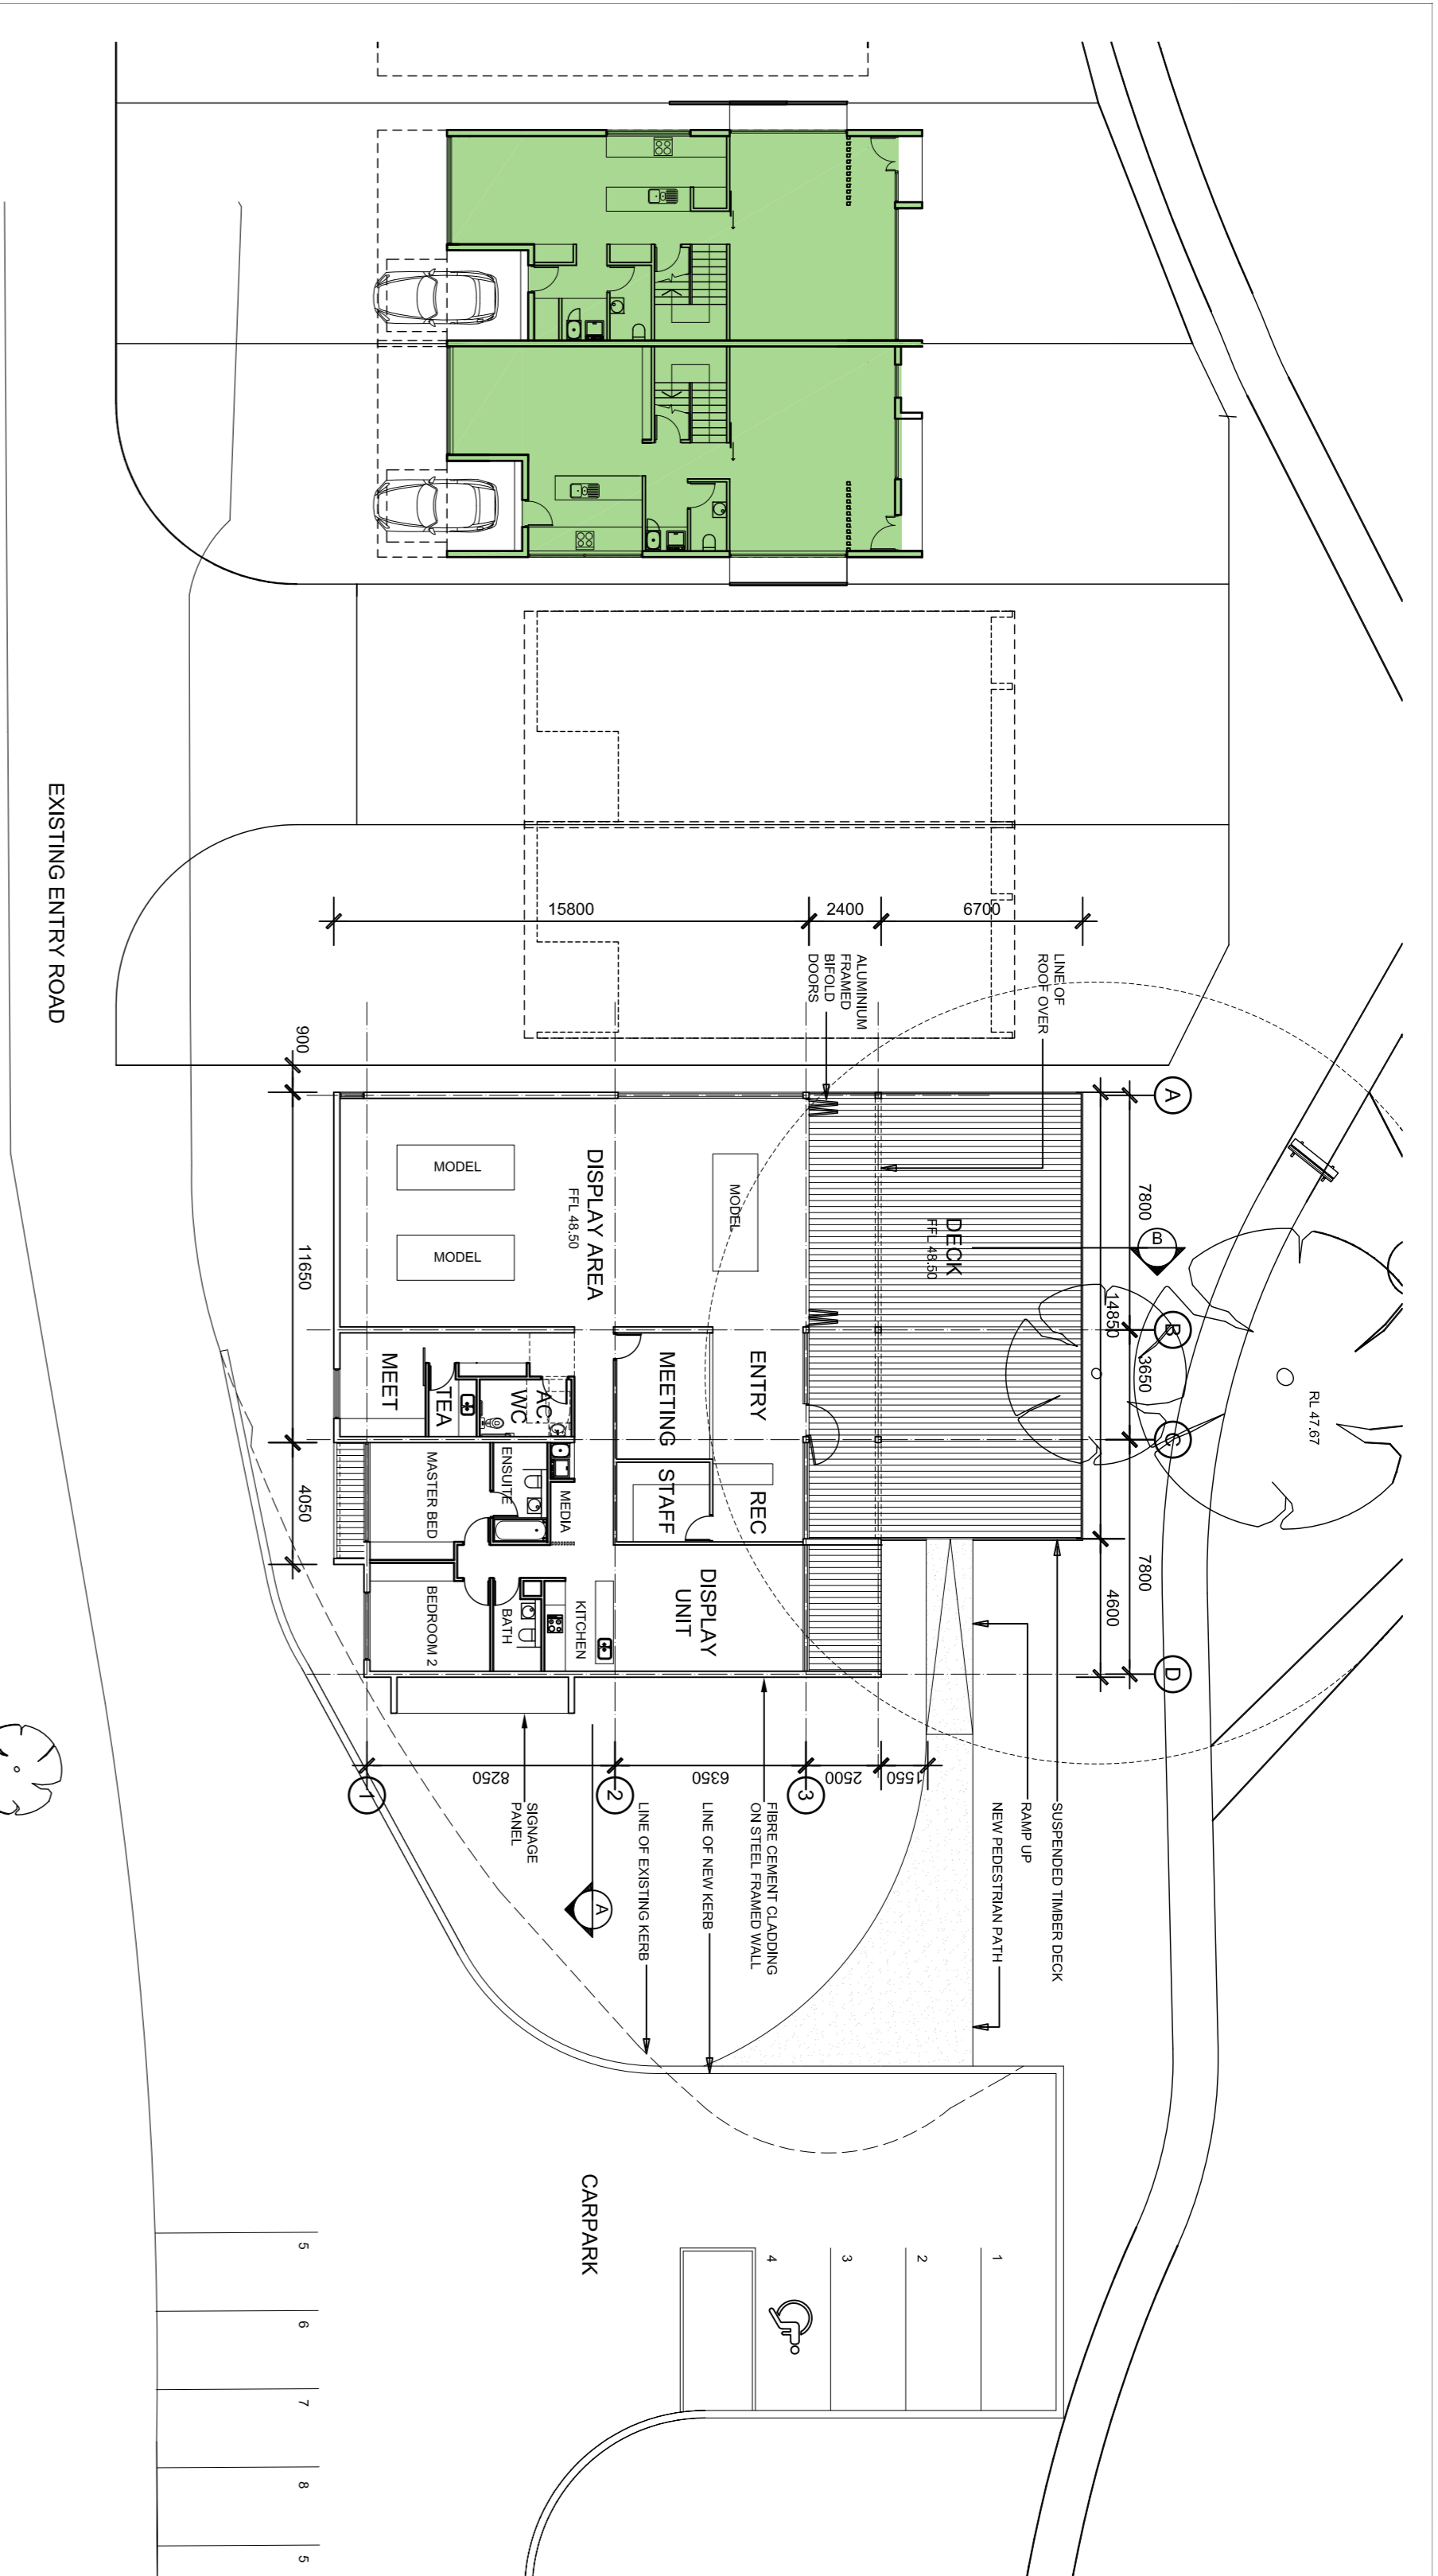 EXISTING ENTRY ROAD
15800
2400
6700
ALUMINIUM
FRAMED
BIFOLD
DOORS
LINE OF
ROOF OVER
900
11650
4050
A
7800
B
14850
B
3650
C
7800
4600
D
RL 47.67
MODEL
MODEL
MODEL
DISPLAY AREA
FFL 48.50
DECK
FFL 48.50
ENTRY
MEETING
MEET
TEA
AC.
WC
REC
STAFF
MEDIA
ENSUITE
MASTER BED
DISPLAY
UNIT
KITCHEN
BATH
BEDROOM 2
8250
6350
2500
1550
1
2
3
SIGNAGE
PANEL
A
LINE OF EXISTING KERB
LINE OF NEW KERB
FIBRE CEMENT CLADDING
ON STEEL FRAMED WALL
NEW PEDESTRIAN PATH
RAMP UP
SUSPENDED TIMBER DECK
CARPARK
1
2
3
4
5
6
7
8
5